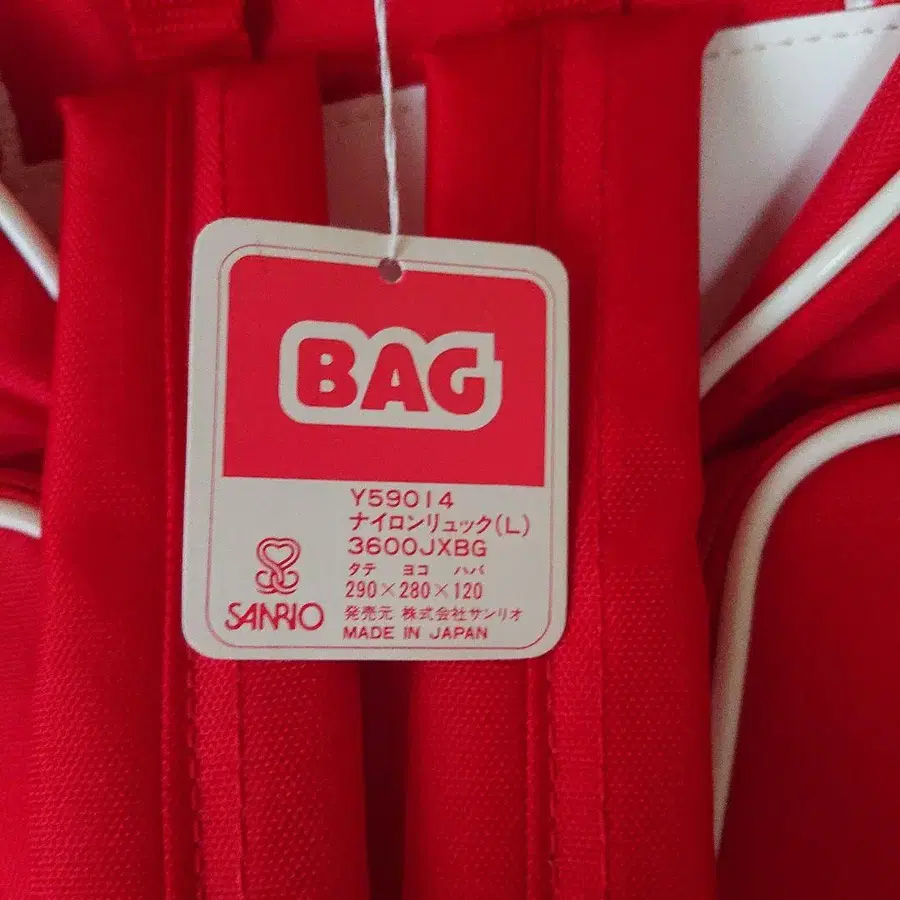 BAG
Y59014
ナイロンリュック(L)
3600JXBG
タテ ヨコ ハバ
290×280×120
SANRIO
発売元 株式会社サンリオ
MADE IN JAPAN